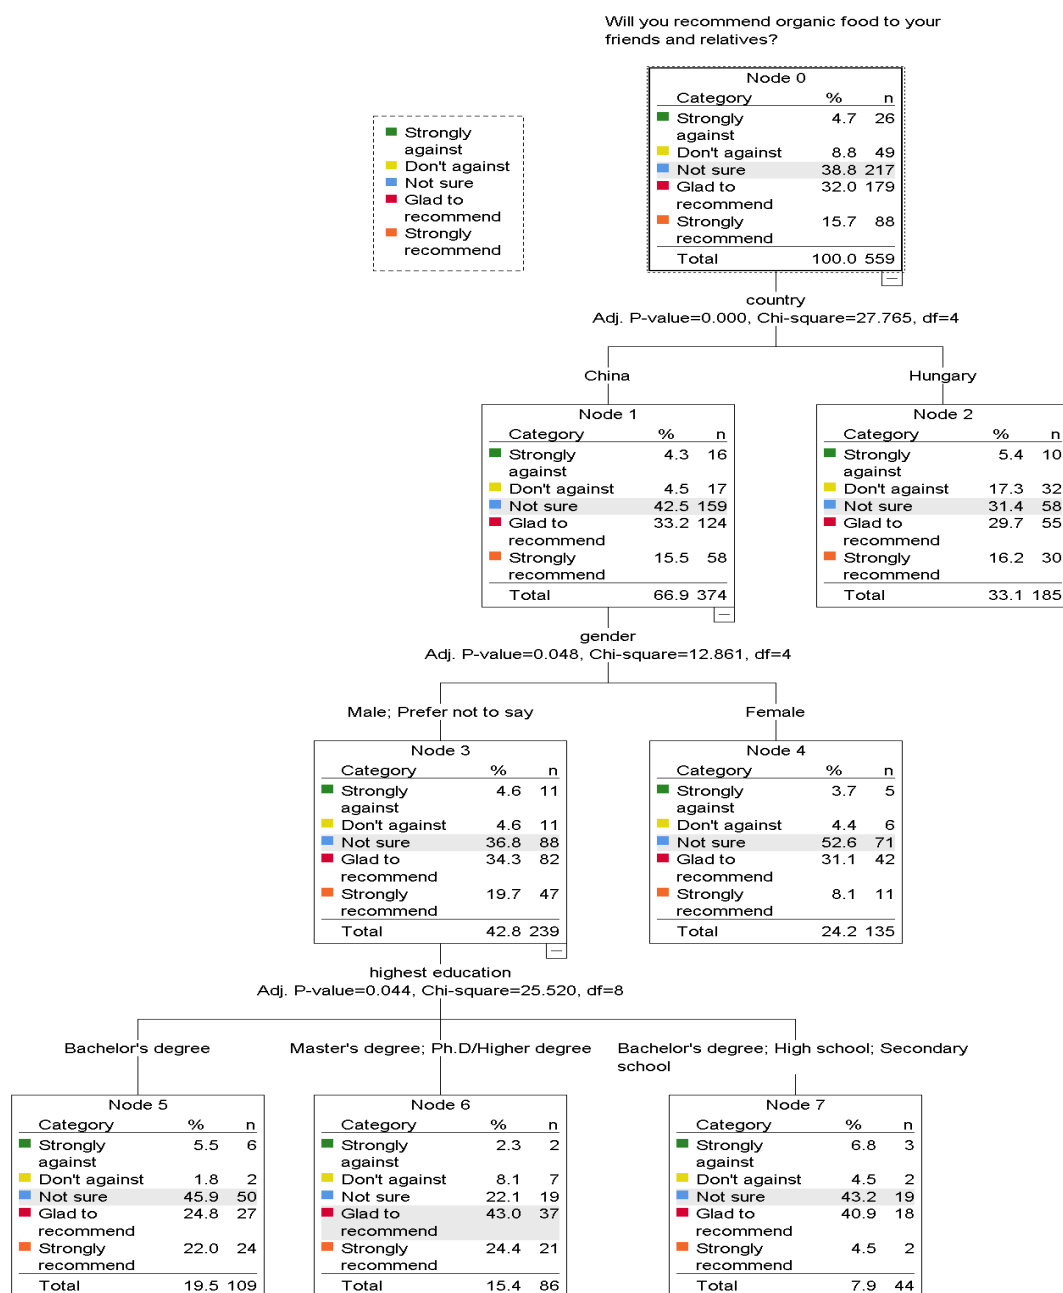 Will you recommend organic food to your
friends and relatives?
Strongly
against
Don't against
Not sure
Glad to
recommend
Strongly
recommend
Node 0
Category % n
Strongly 4.7 26
against
Don't against 8.8 49
Not sure 38.8 217
Glad to 32.0 179
recommend
Strongly 15.7 88
recommend
Total 100.0 559
country
Adj. P-value=0.000, Chi-square=27.765, df=4
China
Hungary
Node 1
Category % n
Strongly 4.3 16
against
Don't against 4.5 17
Not sure 42.5 159
Glad to 33.2 124
recommend
Strongly 15.5 58
recommend
Total 66.9 374
Node 2
Category % n
Strongly 5.4 10
against
Don't against 17.3 32
Not sure 31.4 58
Glad to 29.7 55
recommend
Strongly 16.2 30
recommend
Total 33.1 185
gender
Adj. P-value=0.048, Chi-square=12.861, df=4
Male; Prefer not to say
Female
Node 3
Category % n
Strongly 4.6 11
against
Don't against 4.6 11
Not sure 36.8 88
Glad to 34.3 82
recommend
Strongly 19.7 47
recommend
Total 42.8 239
Node 4
Category % n
Strongly 3.7 5
against
Don't against 4.4 6
Not sure 52.6 71
Glad to 31.1 42
recommend
Strongly 8.1 11
recommend
Total 24.2 135
highest education
Adj. P-value=0.044, Chi-square=25.520, df=8
Bachelor's degree
Master's degree; Ph.D/Higher degree
Bachelor's degree; High school; Secondary
school
Node 5
Category % n
Strongly 5.5 6
against
Don't against 1.8 2
Not sure 45.9 50
Glad to 24.8 27
recommend
Strongly 22.0 24
recommend
Total 19.5 109
Node 6
Category % n
Strongly 2.3 2
against
Don't against 8.1 7
Not sure 22.1 19
Glad to 43.0 37
recommend
Strongly 24.4 21
recommend
Total 15.4 86
Node 7
Category % n
Strongly 6.8 3
against
Don't against 4.5 2
Not sure 43.2 19
Glad to 40.9 18
recommend
Strongly 4.5 2
recommend
Total 7.9 44